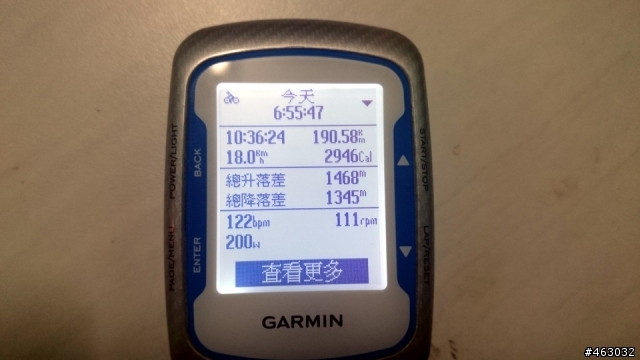 今天
6:55:47
10:36:24 190.58Km
18.0Km/h 2946Cal
總升落差 1468m
總降落差 1345m
122bpm 111rpm
200w
查看更多
GARMIN
POWER/LIGHT
BACK
PAGE/MENU
ENTER
START/STOP
LAP/RESET
#463032